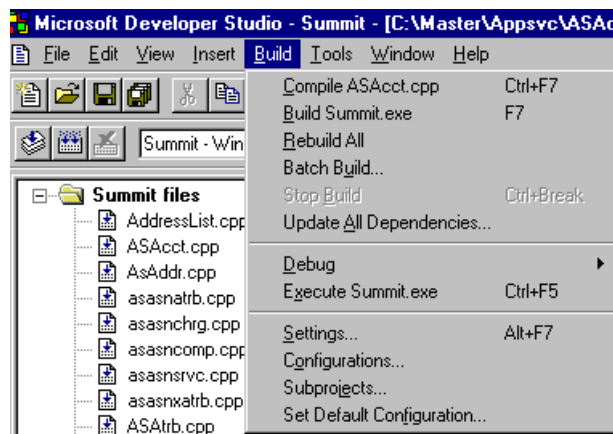 Microsoft Developer Studio - Summit - [C:\Master\Appsvc\ASAc
File Edit View Insert Build Tools Window Help
Compile ASAcct.cpp Ctrl+F7
Build Summit.exe F7
Rebuild All
Batch Build...
Stop Build Ctrl+Break
Update All Dependencies...
Debug
Execute Summit.exe Ctrl+F5
Settings... Alt+F7
Configurations...
Subprojects...
Set Default Configuration...
Summit - Win
Summit files
AddressList.cpp
ASAcct.cpp
AsAddr.cpp
asasnatrb.cpp
asasnchrg.cpp
asasncomp.cpp
asasnsrvc.cpp
asasnxatrb.cpp
ASAtrb.cpp